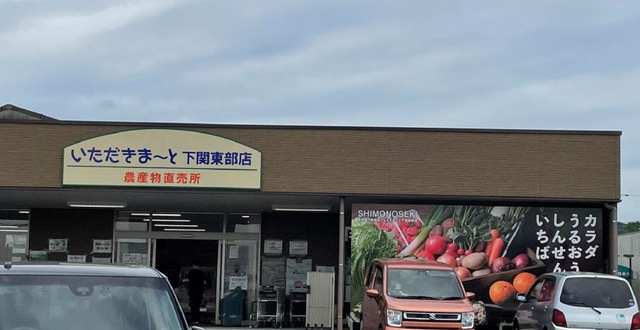 いただきま〜と 下関東部店
農産物直売所
SHIMONOSEKI
カラダ
うるおう
しんせん
いちば